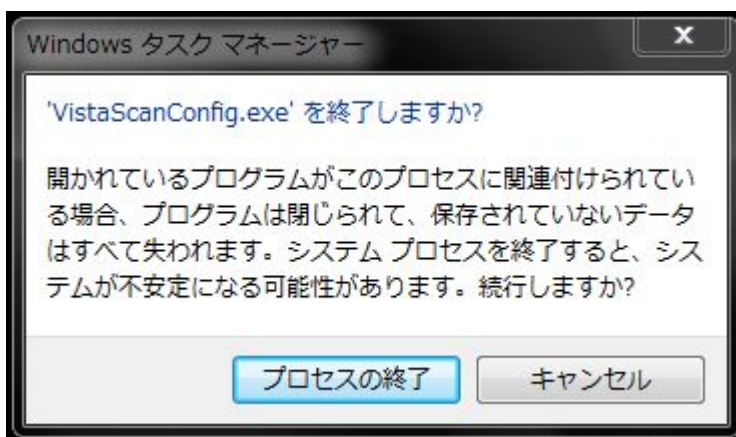 Windows タスク マネージャー
'VistaScanConfig.exe' を終了しますか?
開かれているプログラムがこのプロセスに関連付けられてい
る場合、プログラムは閉じられて、保存されていないデータ
はすべて失われます。システム プロセスを終了すると、シス
テムが不安定になる可能性があります。続行しますか?
プロセスの終了
キャンセル